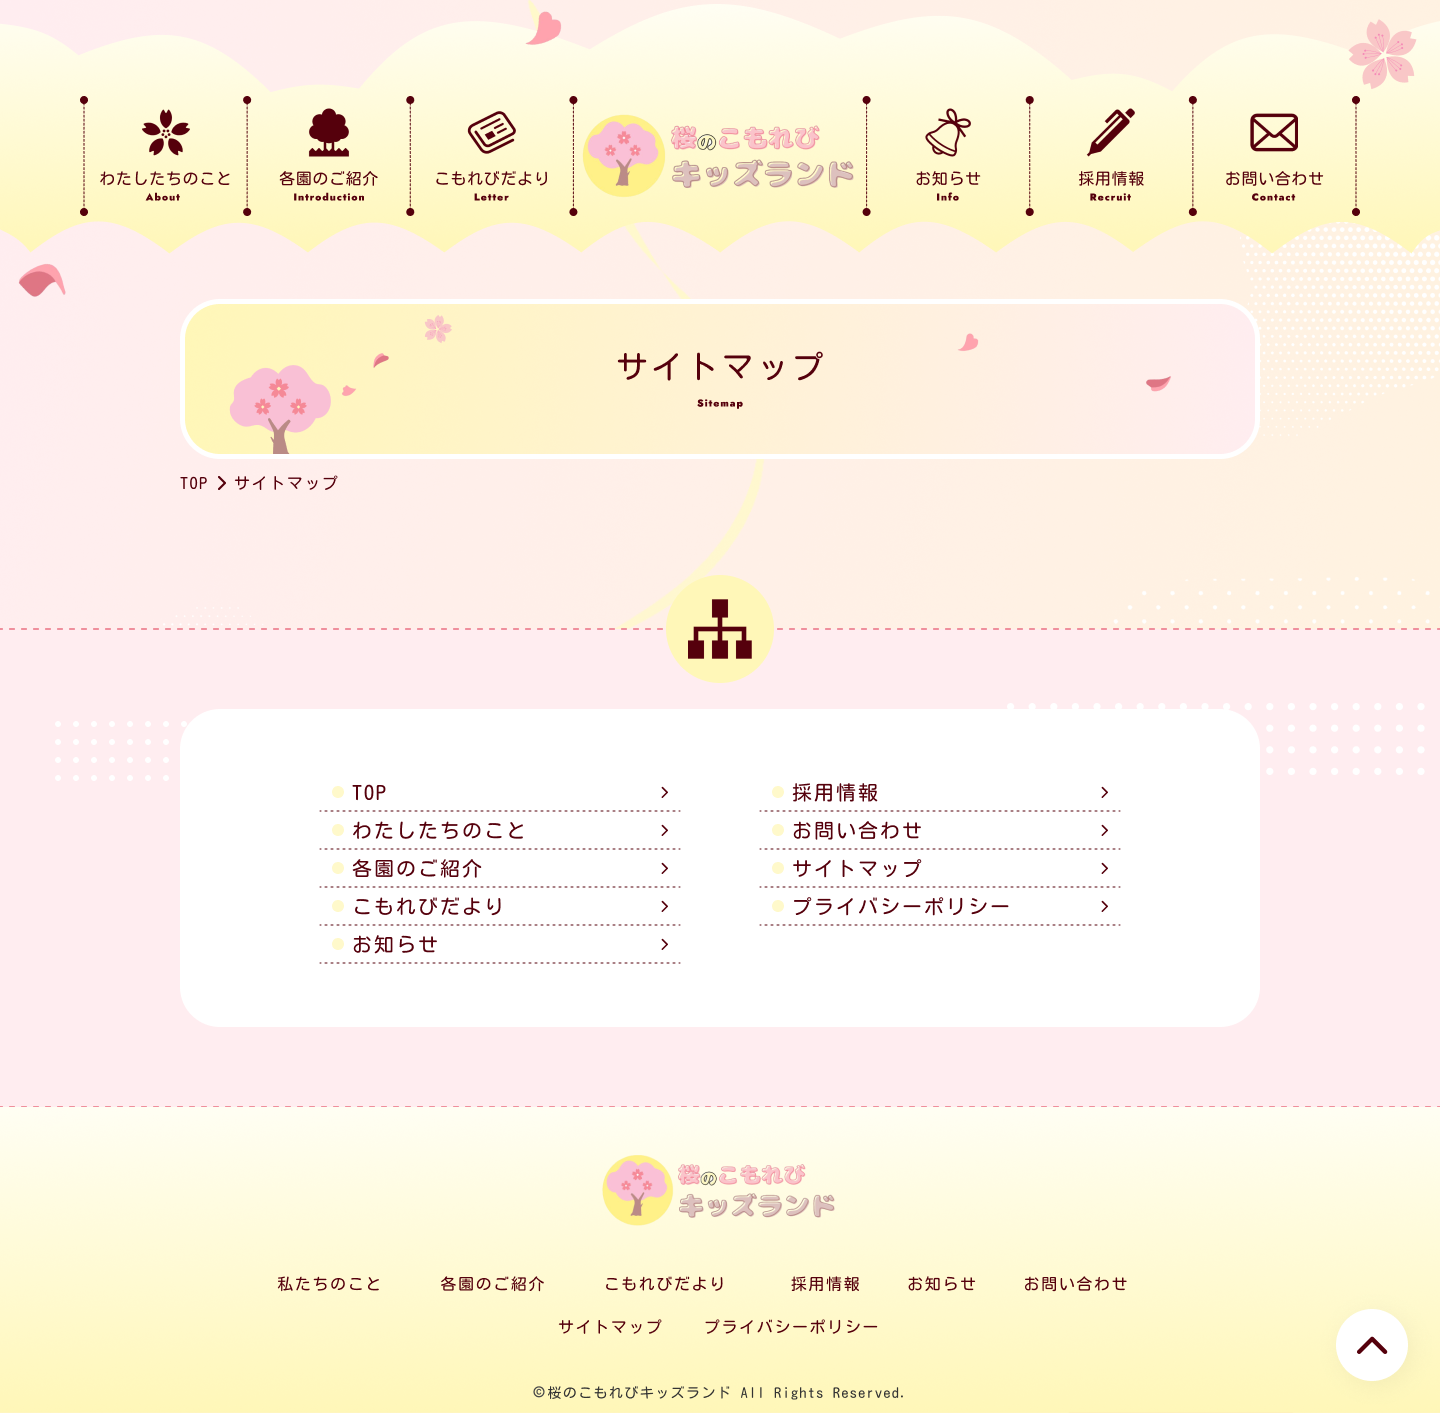 わたしたちのこと
About
各園のご紹介
Introduction
こもれびだより
Letter
桜のこもれび
キッズランド
お知らせ
Info
採用情報
Recruit
お問い合わせ
Contact
サイトマップ
Sitemap
TOP サイトマップ
TOP
わたしたちのこと
各園のご紹介
こもれびだより
お知らせ
採用情報
お問い合わせ
サイトマップ
プライバシーポリシー
桜のこもれび
キッズランド
私たちのこと 各園のご紹介 こもれびだより 採用情報 お知らせ お問い合わせ
サイトマップ プライバシーポリシー
©桜のこもれびキッズランド All Rights Reserved.